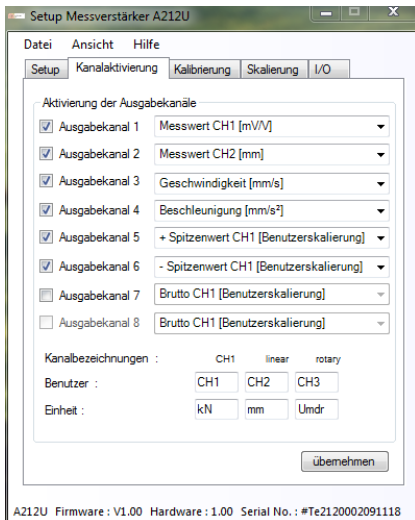 Setup Messverstärker A212U
Datei Ansicht Hilfe
Setup Kanalaktivierung Kalibrierung Skalierung I/O
Aktivierung der Ausgabekanäle
Ausgabekanal 1 Messwert CH1 [mV/V]
Ausgabekanal 2 Messwert CH2 [mm]
Ausgabekanal 3 Geschwindigkeit [mm/s]
Ausgabekanal 4 Beschleunigung [mm/s²]
Ausgabekanal 5 + Spitzenwert CH1 [Benutzerskalierung]
Ausgabekanal 6 - Spitzenwert CH1 [Benutzerskalierung]
Ausgabekanal 7 Brutto CH1 [Benutzerskalierung]
Ausgabekanal 8 Brutto CH1 [Benutzerskalierung]
Kanalbezeichnungen : CH1 linear rotary
Benutzer : CH1 CH2 CH3
Einheit : kN mm Umdr
übernehmen
A212U Firmware : V1.00 Hardware : 1.00 Serial No. : #Te2120002091118